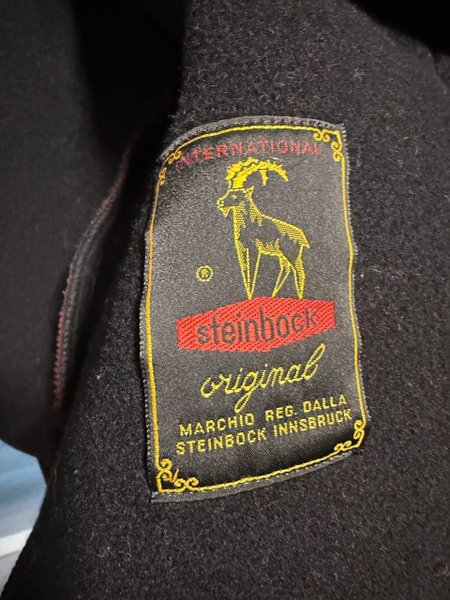 INTERNATIONAL
®
steinbock
original
MARCHIO REG. DALLA
STEINBOCK INNSBRUCK